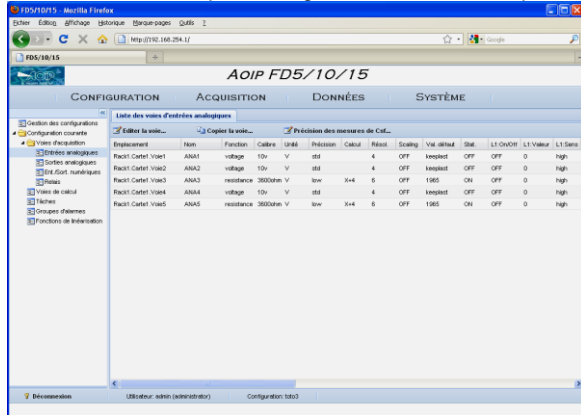 FD5/10/15 - Mozilla Firefox
Fichier Edition Affichage Historique Marque-pages Outils ?
http://192.168.254.1/
Google
FD5/10/15
AOIP
AOIP FD5/10/15
CONFIGURATION ACQUISITION DONNÉES SYSTÈME
Gestion des configurations
Configuration courante
Voies d'acquisition
Entrées analogiques
Sorties analogiques
Ent./Sort. numériques
Relais
Voies de calcul
Tâches
Groupes d'alarmes
Fonctions de linéarisation
Liste des voies d'entrées analogiques
Editer la voie... Copier la voie... Précision des mesures de Csf...
Emplacement Nom Fonction Calibre Unité Précision Calcul Résol. Scaling Val. défaut Stat. L1:On/Off L1:Valeur L1:Sens
Rack1.Carte1.Voie1 ANA1 voltage 10v V std 4 OFF keeplast OFF OFF 0 high
Rack1.Carte1.Voie2 ANA2 voltage 10v V std 4 OFF keeplast OFF OFF 0 high
Rack1.Carte1.Voie3 ANA3 resistance 3600ohm V low X+4 6 OFF 1965 ON OFF 0 high
Rack1.Carte1.Voie4 ANA4 voltage 10v V std 4 OFF keeplast OFF OFF 0 high
Rack1.Carte1.Voie5 ANA5 resistance 3600ohm V low X+4 6 OFF 1965 ON OFF 0 high
Déconnexion Utilisateur: admin (administrator) Configuration: toto3